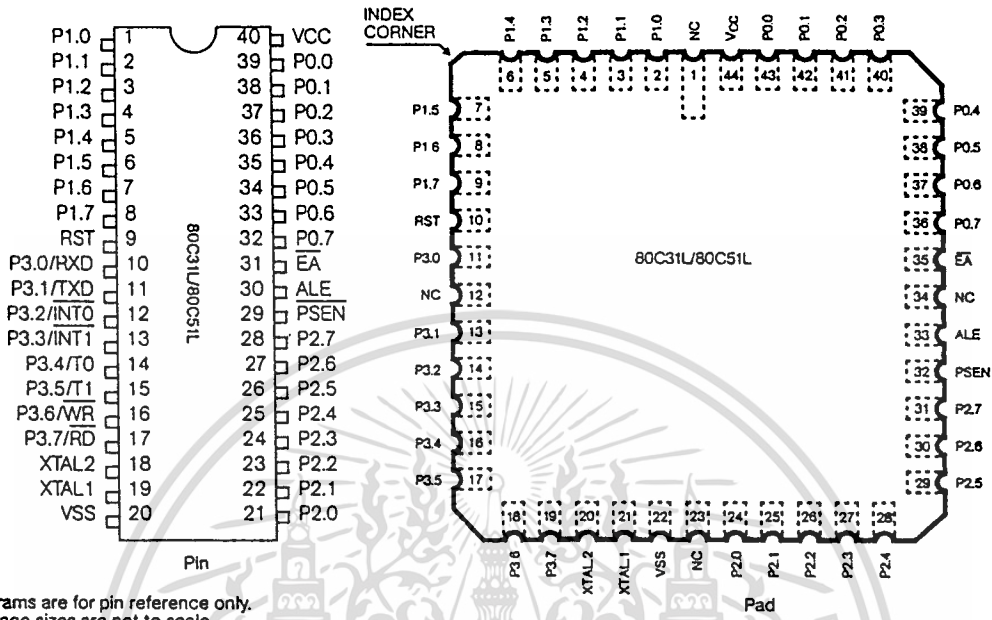 P1.0 1 40 VCC
P1.1 2 39 P0.0
P1.2 3 38 P0.1
P1.3 4 37 P0.2
P1.4 5 36 P0.3
P1.5 6 35 P0.4
P1.6 7 34 P0.5
P1.7 8 33 P0.6
RST 9 32 P0.7
P3.0/RXD 10 31 EA
P3.1/TXD 11 30 ALE
P3.2/INT0 12 29 PSEN
P3.3/INT1 13 28 P2.7
P3.4/T0 14 27 P2.6
P3.5/T1 15 26 P2.5
P3.6/WR 16 25 P2.4
P3.7/RD 17 24 P2.3
XTAL2 18 23 P2.2
XTAL1 19 22 P2.1
VSS 20 21 P2.0
80C31L/80C51L
Pin
INDEX
CORNER
P1.4 P1.3 P1.2 P1.1 P1.0 NC Vcc P0.0 P0.1 P0.2 P0.3
6 5 4 3 2 1 44 43 42 41 40
P1.5 7 39 P0.4
P1.6 8 38 P0.5
P1.7 9 37 P0.6
RST 10 36 P0.7
P3.0 11 80C31L/80C51L 35 EA
NC 12 34 NC
P3.1 13 33 ALE
P3.2 14 32 PSEN
P3.3 15 31 P2.7
P3.4 16 30 P2.6
P3.5 17 29 P2.5
18 19 20 21 22 23 24 25 26 27 28
P3.6 P3.7 XTAL2 XTAL1 VSS NC P2.0 P2.1 P2.2 P2.3 P2.4
Pad
rams are for pin reference only.
age sizes are not to scale